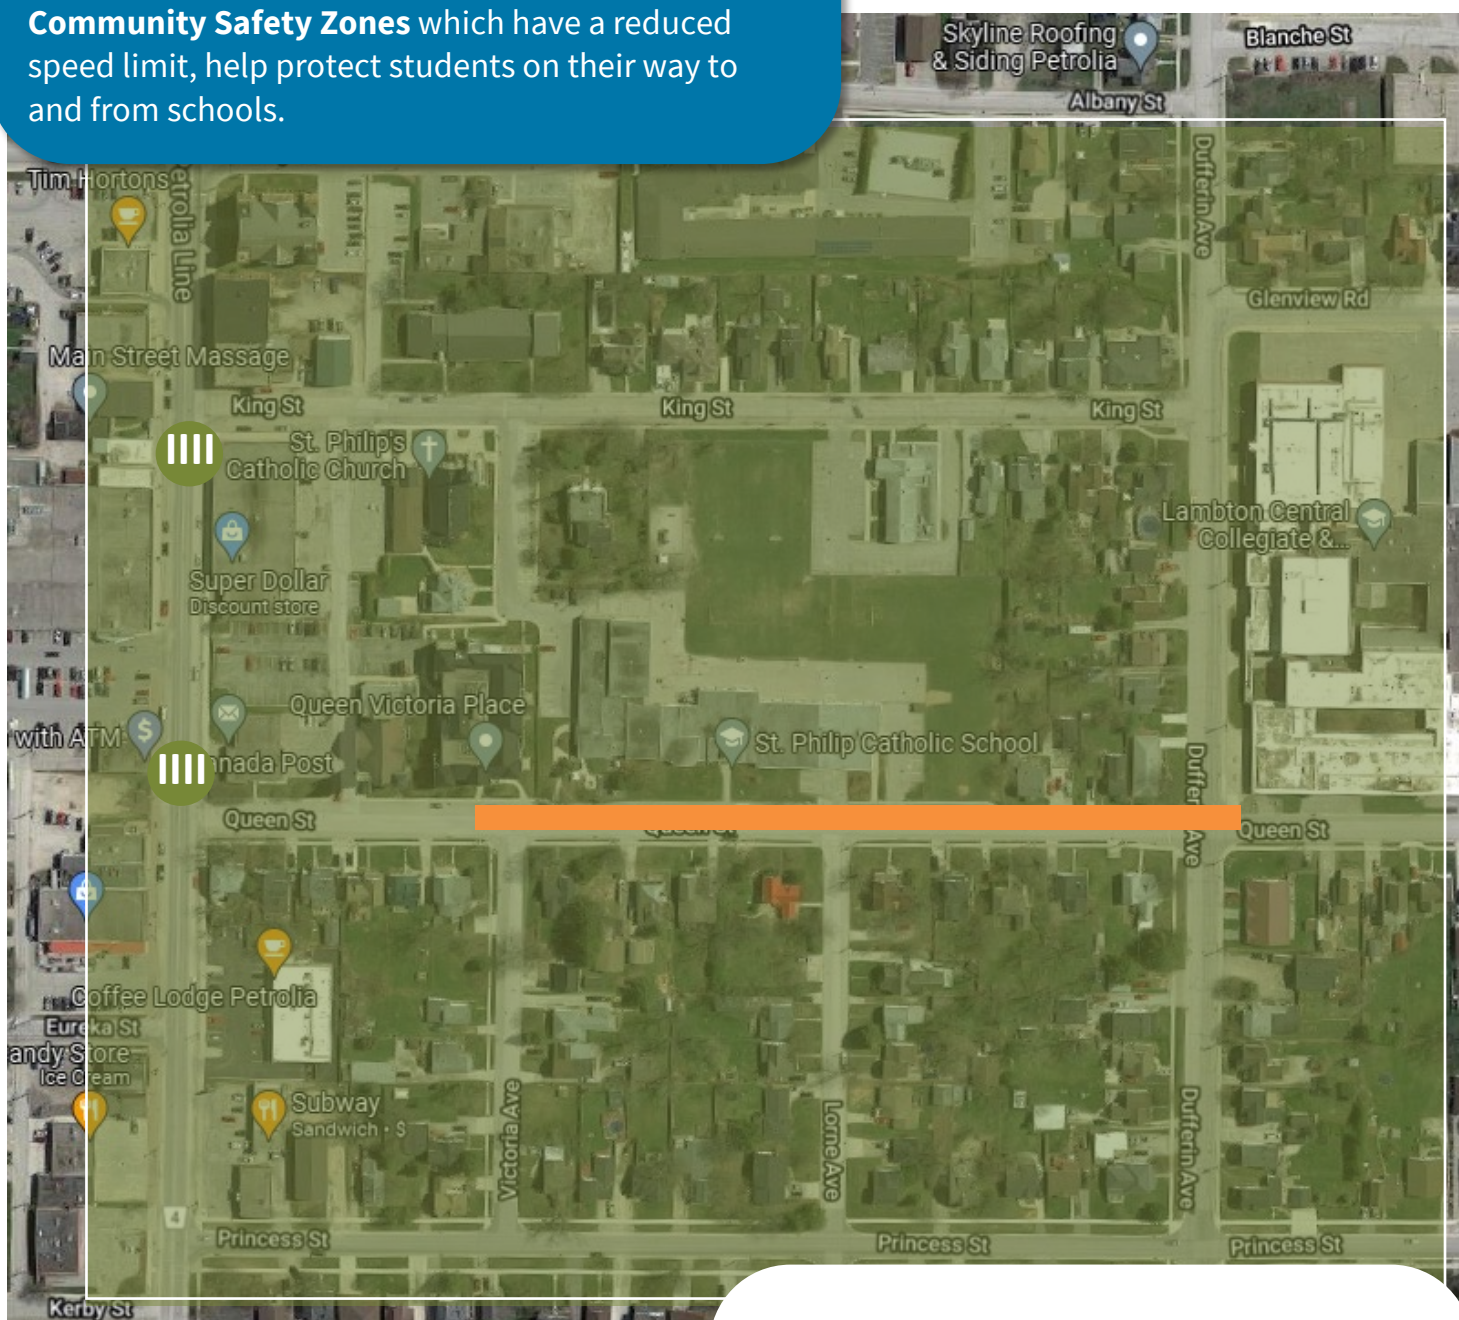 Community Safety Zones which have a reduced
speed limit, help protect students on their way to
and from schools.
Skyline Roofing
& Siding Petrolia
Blanche St
Albany St
Tim Hortons
etrolia Line
Dufferin Ave
Glenview Rd
Main Street Massage
King St
King St
King St
St. Philip's
Catholic Church
Lambton Central
Collegiate &...
Super Dollar
Discount store
Queen Victoria Place
with ATM
$
anada Post
St. Philip Catholic School
Dufferin Ave
Queen St
Queen St
Queen St
Coffee Lodge Petrolia
Eureka St
andy Store
Ice Cream
Subway
Sandwich • $
Victoria Ave
Lorne Ave
Dufferin Ave
4
Princess St
Princess St
Princess St
Kerby St